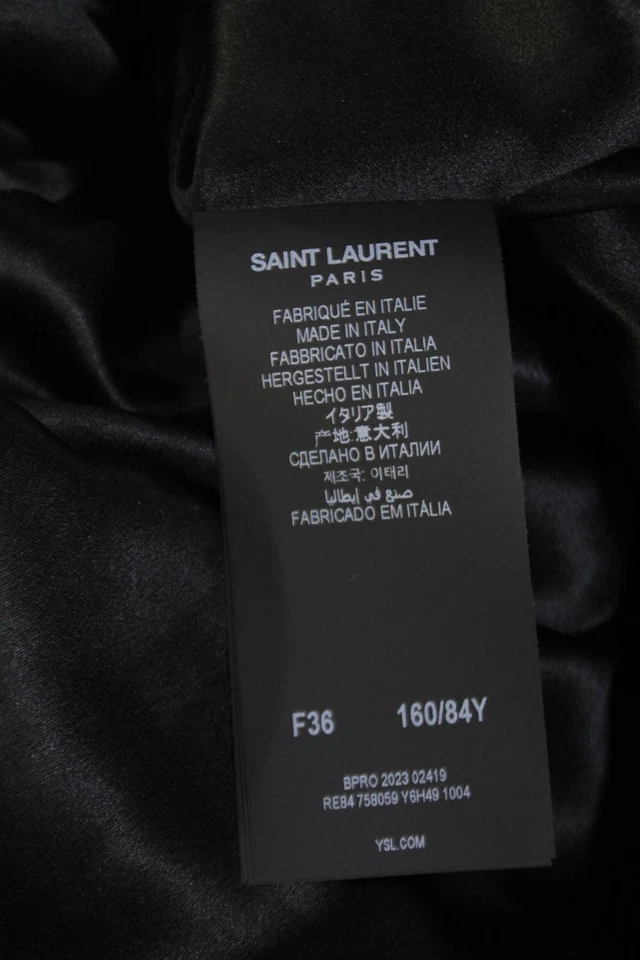 SAINT LAURENT
PARIS
FABRIQUÉ EN ITALIE
MADE IN ITALY
FABBRICATO IN ITALIA
HERGESTELLT IN ITALIEN
HECHO EN ITALIA
イタリア製
产地:意大利
СДЕЛАНО В ИТАЛИИ
제조국: 이태리
صنع في إيطاليا
FABRICADO EM ITÁLIA
F36 160/84Y
BPRO 2023 02419
RE84 758059 Y6H49 1004
YSL.COM